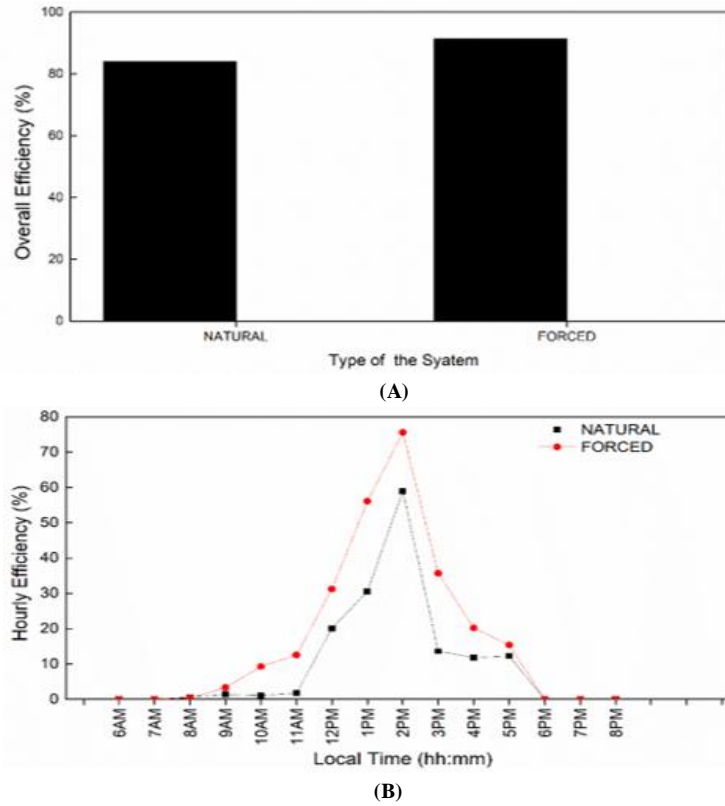 100
80
60
40
20
0
Overall Efficiency (%)
NATURAL FORCED
Type of the Syatem
(A)
80
70
60
50
40
30
20
10
0
Hourly Efficiency (%)
NATURAL
FORCED
6AM 7AM 8AM 9AM 10AM 11AM 12PM 1PM 2PM 3PM 4PM 5PM 6PM 7PM 8PM
Local Time (hh:mm)
(B)